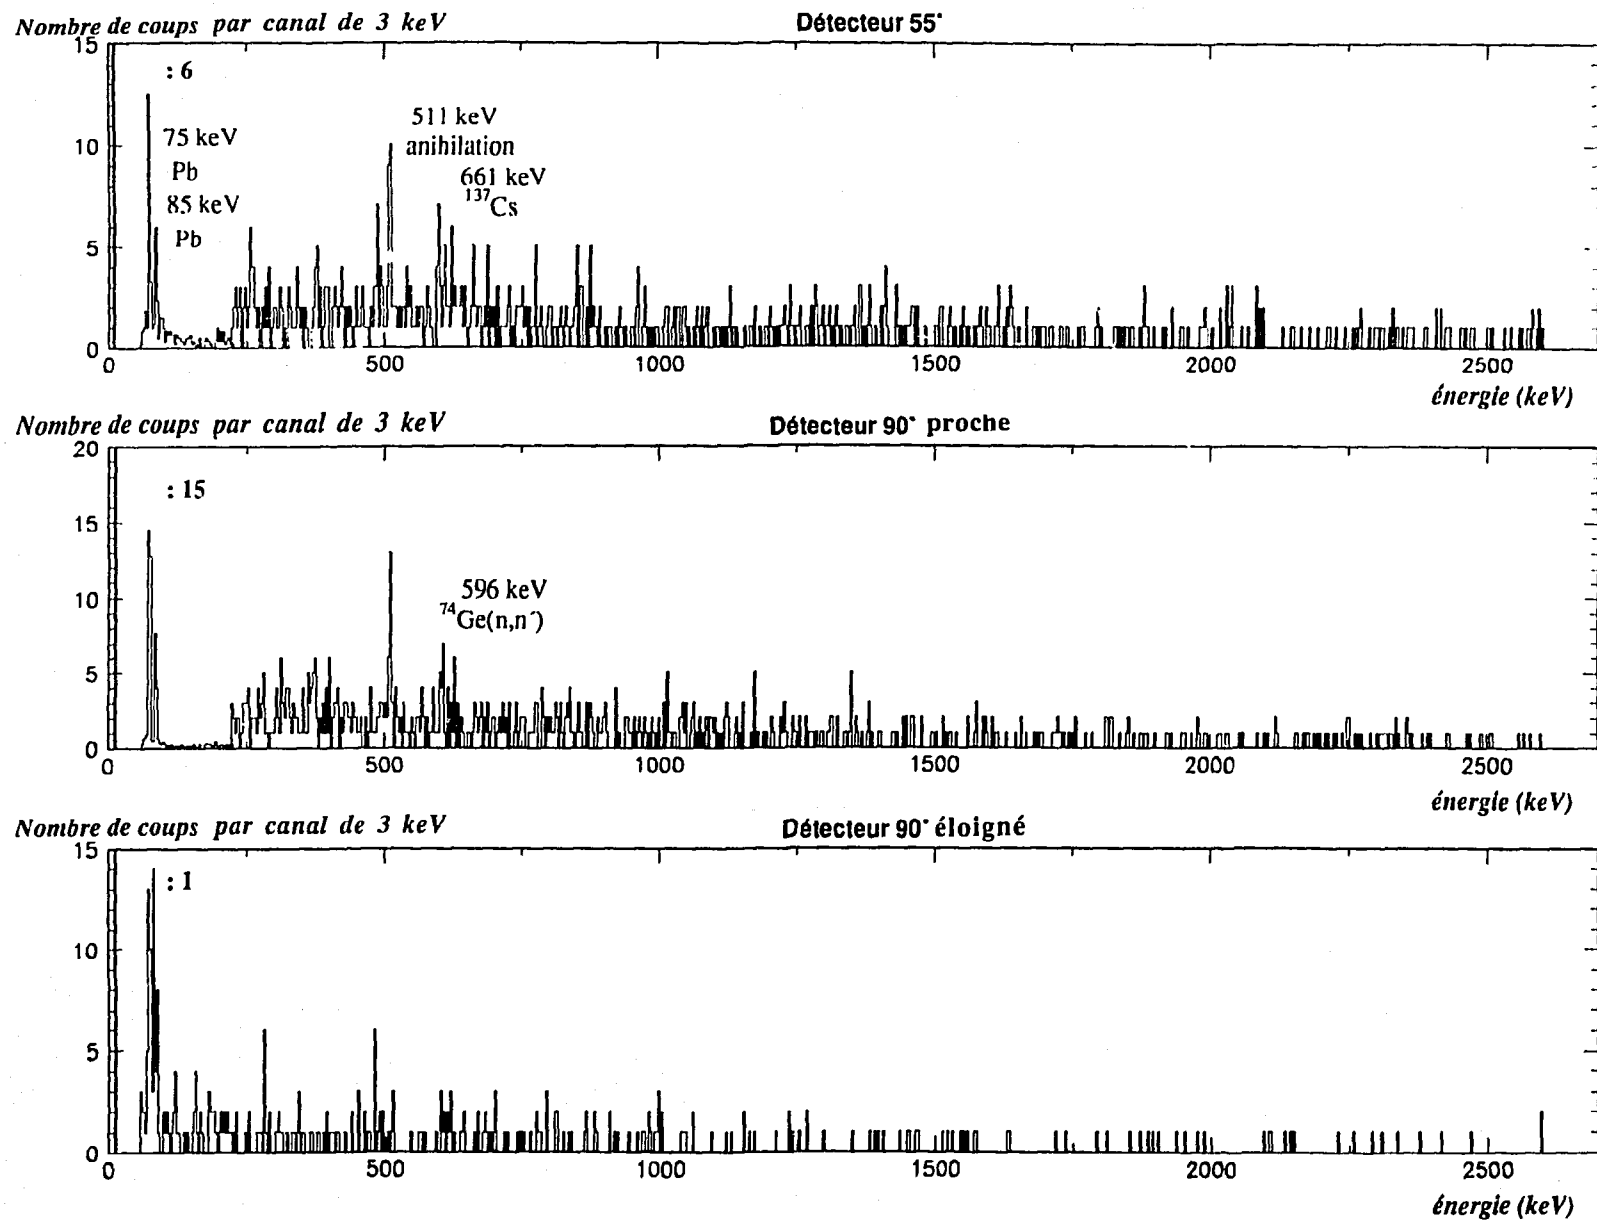 Nombre de coups par canal de 3 keV
Détecteur 55°
15
: 6
75 keV
Pb
85 keV
Pb
511 keV
anihilation
661 keV
137Cs
10
5
0
0 500 1000 1500 2000 2500
énergie (keV)
Nombre de coups par canal de 3 keV
Détecteur 90° proche
20
: 15
15
596 keV
74Ge(n,n´)
10
5
0
0 500 1000 1500 2000 2500
énergie (keV)
Nombre de coups par canal de 3 keV
Détecteur 90° éloigné
15
: 1
10
5
0
0 500 1000 1500 2000 2500
énergie (keV)